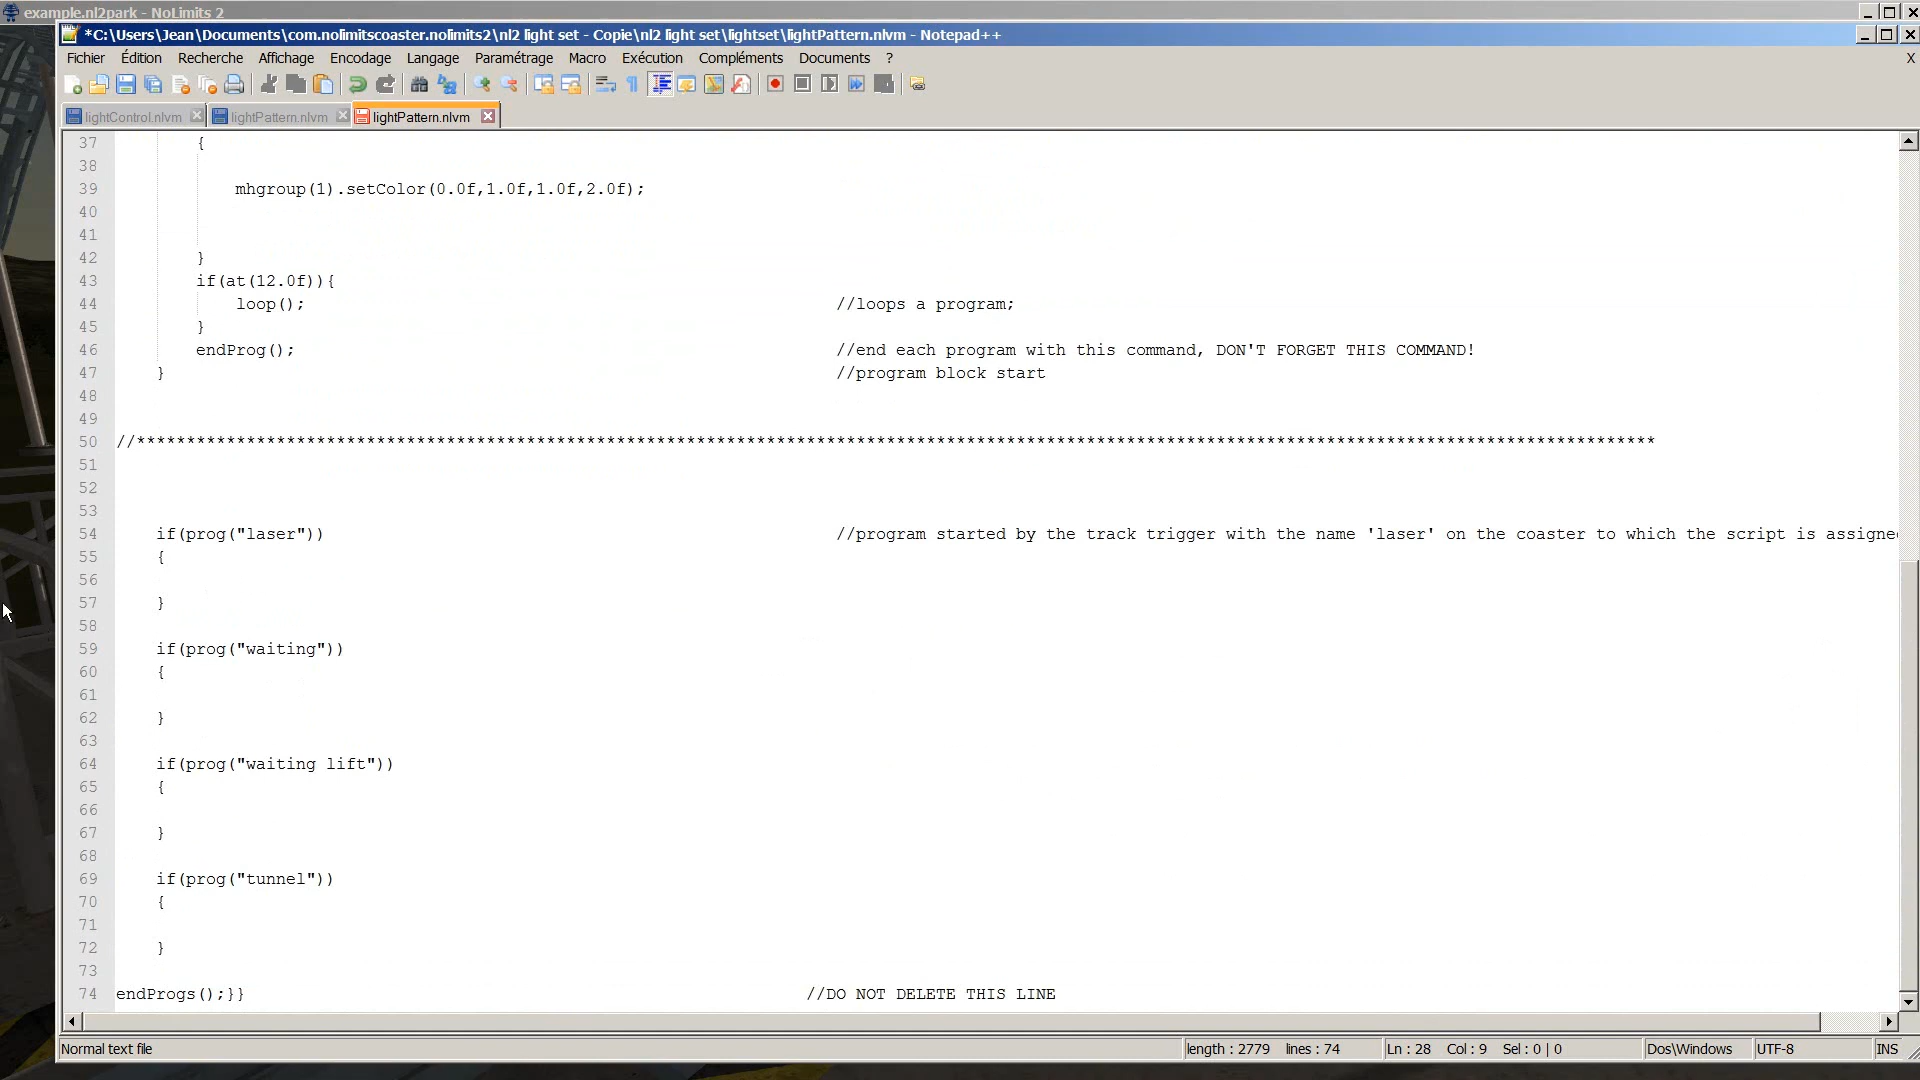 example.nl2park - NoLimits 2
*C:\Users\Jean\Documents\com.nolimitscoaster.nolimits2\nl2 light set - Copie\nl2 light set\lightset\lightPattern.nlvm - Notepad++
Fichier Édition Recherche Affichage Encodage Langage Paramétrage Macro Exécution Compléments Documents ? X
lightControl.nlvm lightPattern.nlvm lightPattern.nlvm
37 {
38
39 mhgroup(1).setColor(0.0f,1.0f,1.0f,2.0f);
40
41
42 }
43 if(at(12.0f)){
44 loop(); //loops a program;
45 }
46 endProg(); //end each program with this command, DON'T FORGET THIS COMMAND!
47 } //program block start
48
49
50 //********************************************************************************************************************************************************
51
52
53
54 if(prog("laser")) //program started by the track trigger with the name 'laser' on the coaster to which the script is assigne
55 {
56
57 }
58
59 if(prog("waiting"))
60 {
61
62 }
63
64 if(prog("waiting lift"))
65 {
66
67 }
68
69 if(prog("tunnel"))
70 {
71
72 }
73
74 endProgs();}} //DO NOT DELETE THIS LINE
Normal text file length : 2779 lines : 74 Ln : 28 Col : 9 Sel : 0 | 0 Dos\Windows UTF-8 INS